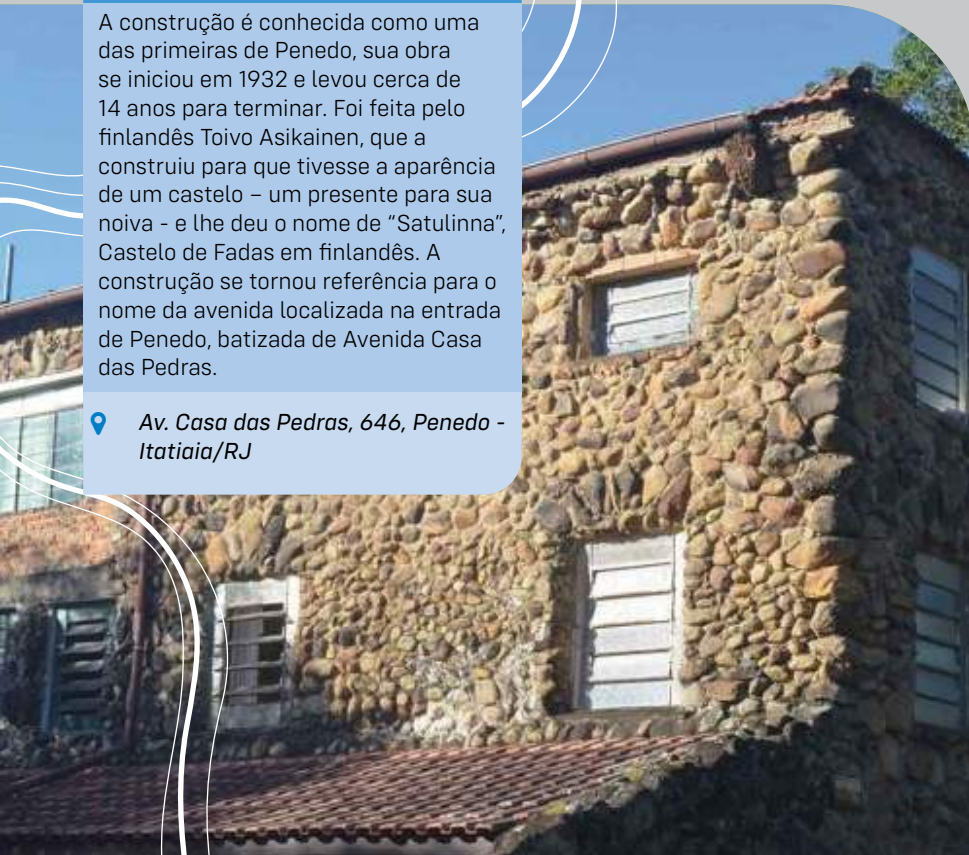 A construção é conhecida como uma
das primeiras de Penedo, sua obra
se iniciou em 1932 e levou cerca de
14 anos para terminar. Foi feita pelo
finlandês Toivo Asikainen, que a
construiu para que tivesse a aparência
de um castelo – um presente para sua
noiva - e lhe deu o nome de “Satulinna”,
Castelo de Fadas em finlandês. A
construção se tornou referência para o
nome da avenida localizada na entrada
de Penedo, batizada de Avenida Casa
das Pedras.
Av. Casa das Pedras, 646, Penedo -
Itatiaia/RJ